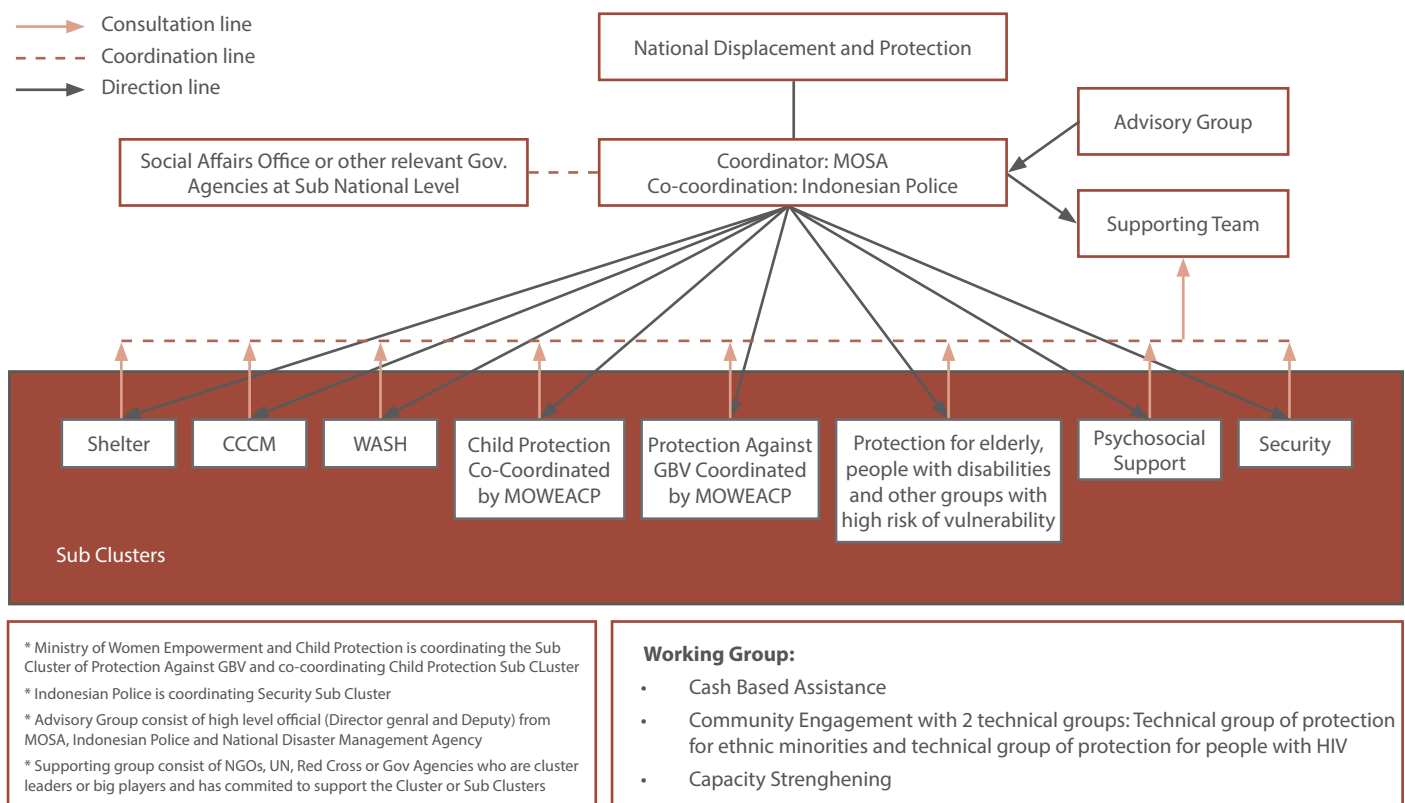 Consultation line
Coordination line
Direction line
National Displacement and Protection
Advisory Group
Social Affairs Office or other relevant Gov.
Agencies at Sub National Level
Coordinator: MOSA
Co-coordination: Indonesian Police
Supporting Team
Shelter
CCCM
WASH
Child Protection
Co-Coordinated
by MOWEACP
Protection Against
GBV Coordinated
by MOWEACP
Protection for elderly,
people with disabilities
and other groups with
high risk of vulnerability
Psychosocial
Support
Security
Sub Clusters
* Ministry of Women Empowerment and Child Protection is coordinating the Sub
Cluster of Protection Against GBV and co-coordinating Child Protection Sub CLuster
* Indonesian Police is coordinating Security Sub Cluster
* Advisory Group consist of high level official (Director genral and Deputy) from
MOSA, Indonesian Police and National Disaster Management Agency
* Supporting group consist of NGOs, UN, Red Cross or Gov Agencies who are cluster
leaders or big players and has commited to support the Cluster or Sub Clusters
Working Group:
• Cash Based Assistance
• Community Engagement with 2 technical groups: Technical group of protection
for ethnic minorities and technical group of protection for people with HIV
• Capacity Strenghening